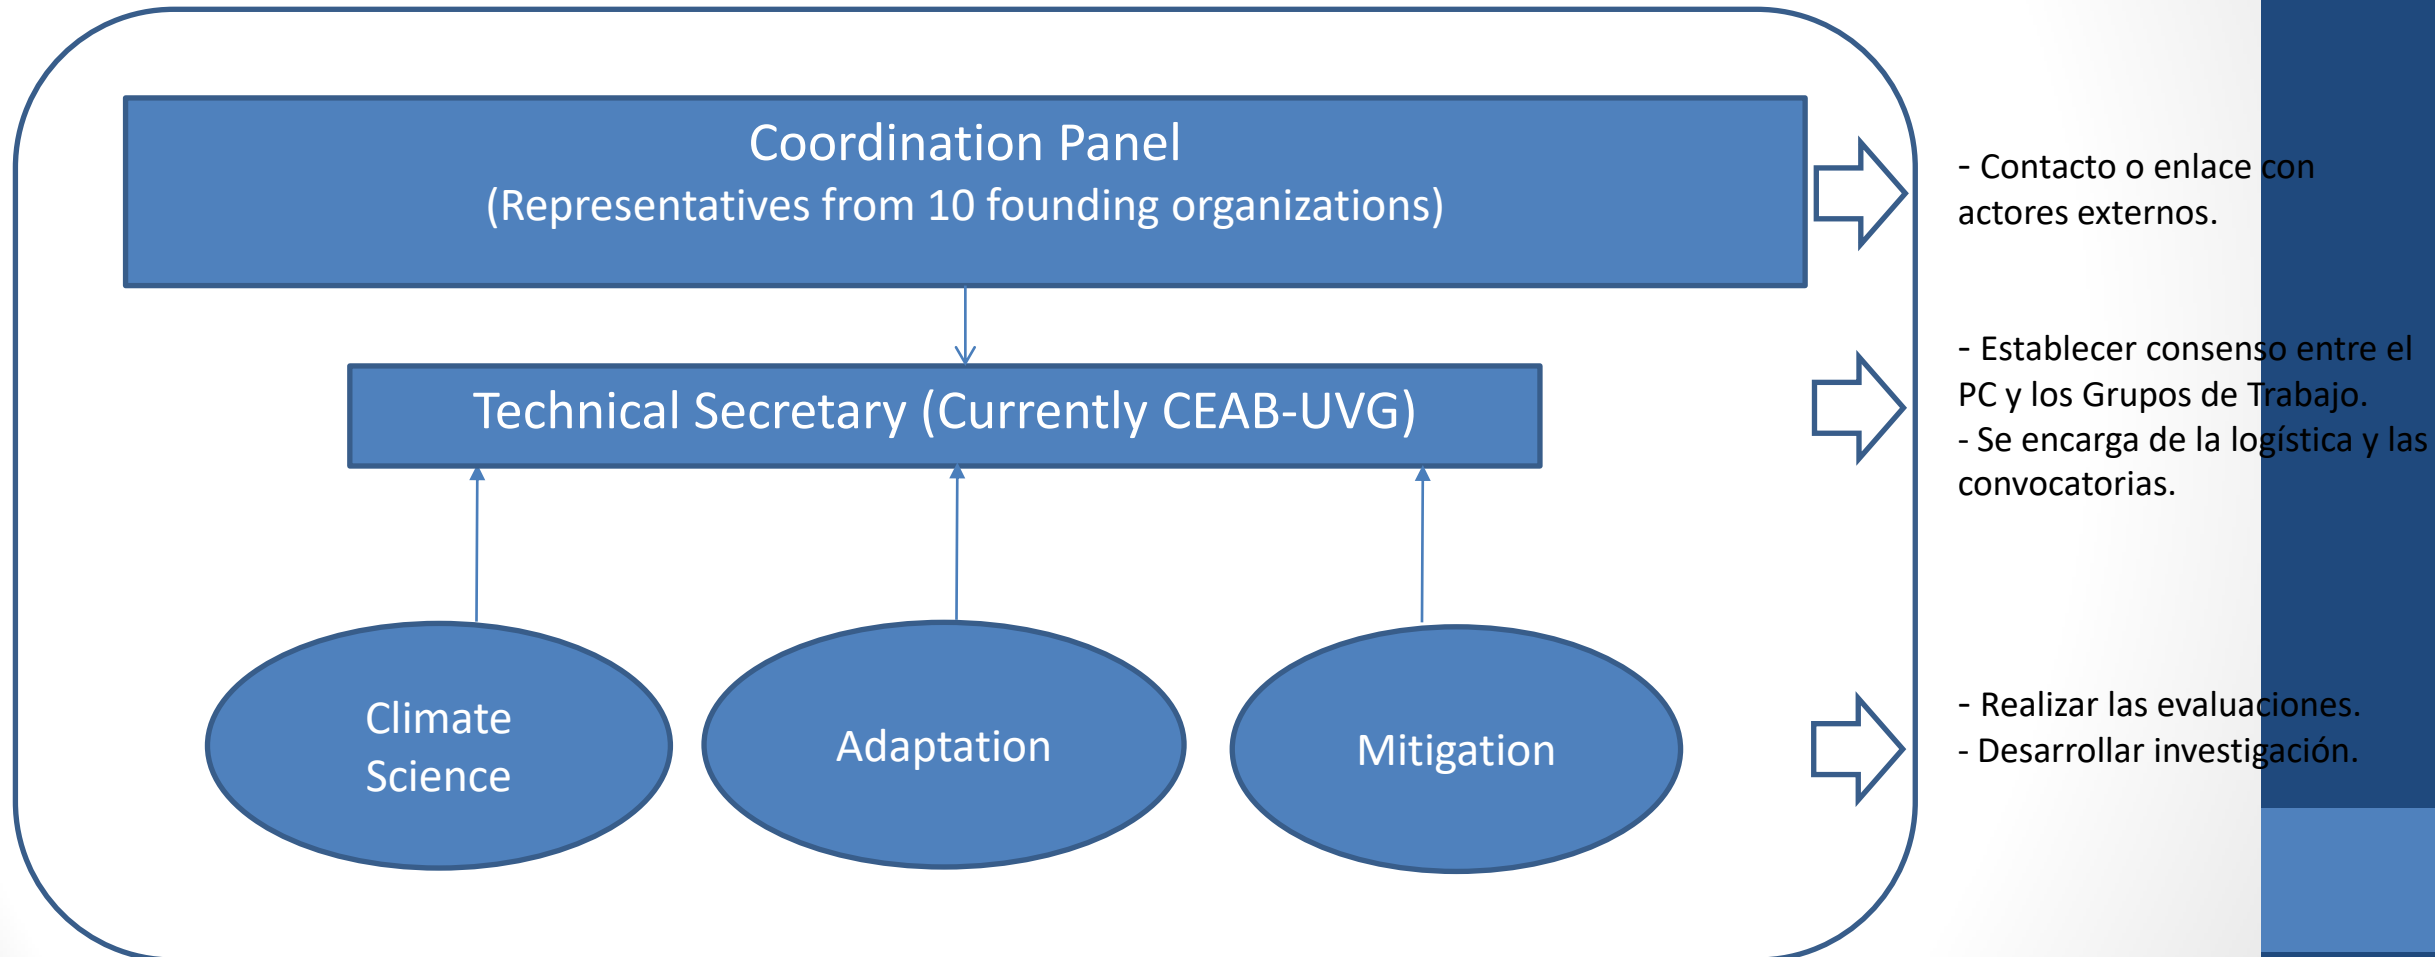 Coordination Panel
(Representatives from 10 founding organizations)
- Contacto o enlace con
actores externos.
Technical Secretary (Currently CEAB-UVG)
- Establecer consenso entre el
PC y los Grupos de Trabajo.
- Se encarga de la logística y las
convocatorias.
Climate
Science
Adaptation
Mitigation
- Realizar las evaluaciones.
- Desarrollar investigación.